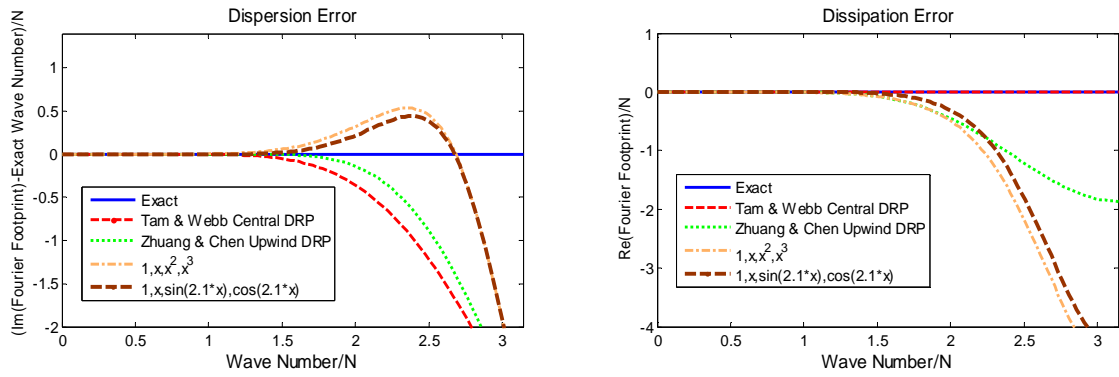 Dispersion Error
(Im(Fourier Footprint)-Exact Wave Number)/N
1
0.5
0
-0.5
-1
-1.5
-2
Exact
Tam & Webb Central DRP
Zhuang & Chen Upwind DRP
1,x,x²,x³
1,x,sin(2.1*x),cos(2.1*x)
0 0.5 1 1.5 2 2.5 3
Wave Number/N
Dissipation Error
Re(Fourier Footprint)/N
1
0
-1
-2
-3
-4
Exact
Tam & Webb Central DRP
Zhuang & Chen Upwind DRP
1,x,x²,x³
1,x,sin(2.1*x),cos(2.1*x)
0 0.5 1 1.5 2 2.5 3
Wave Number/N